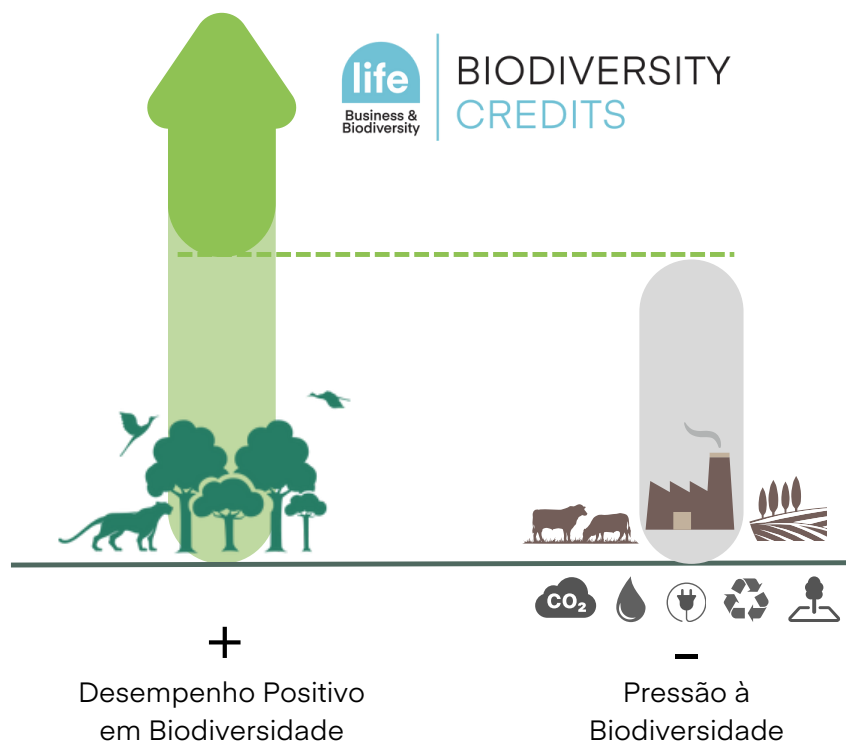 life
Business &
Biodiversity
BIODIVERSITY
CREDITS
CO₂
+
Desempenho Positivo
em Biodiversidade
-
Pressão à
Biodiversidade